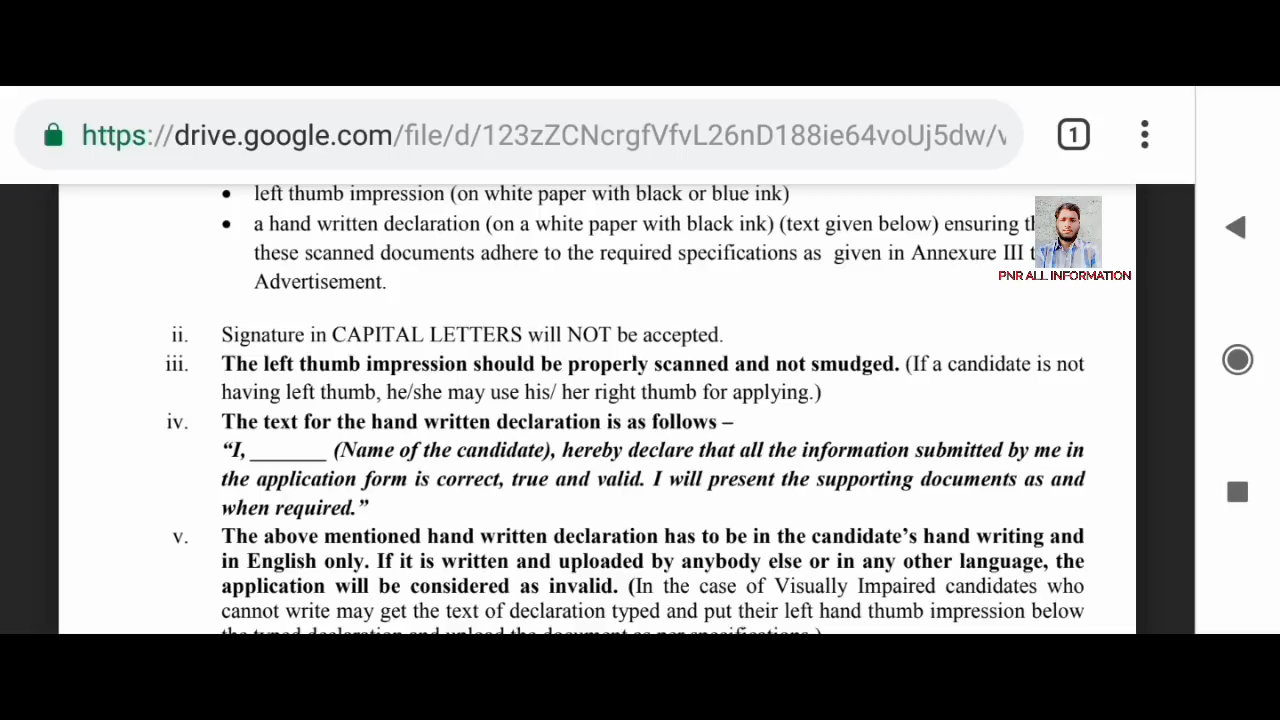 https://drive.google.com/file/d/123zZCNcrgfVfvL26nD188ie64voUj5dw/v
1
• left thumb impression (on white paper with black or blue ink)
• a hand written declaration (on a white paper with black ink) (text given below) ensuring
these scanned documents adhere to the required specifications as given in Annexure III
Advertisement.
PNR ALL INFORMATION
ii. Signature in CAPITAL LETTERS will NOT be accepted.
iii. The left thumb impression should be properly scanned and not smudged. (If a candidate is not
having left thumb, he/she may use his/ her right thumb for applying.)
iv. The text for the hand written declaration is as follows –
“I, _______ (Name of the candidate), hereby declare that all the information submitted by me in
the application form is correct, true and valid. I will present the supporting documents as and
when required.”
v. The above mentioned hand written declaration has to be in the candidate’s hand writing and
in English only. If it is written and uploaded by anybody else or in any other language, the
application will be considered as invalid. (In the case of Visually Impaired candidates who
cannot write may get the text of declaration typed and put their left hand thumb impression below
the typed declaration and upload the document as per specifications.)